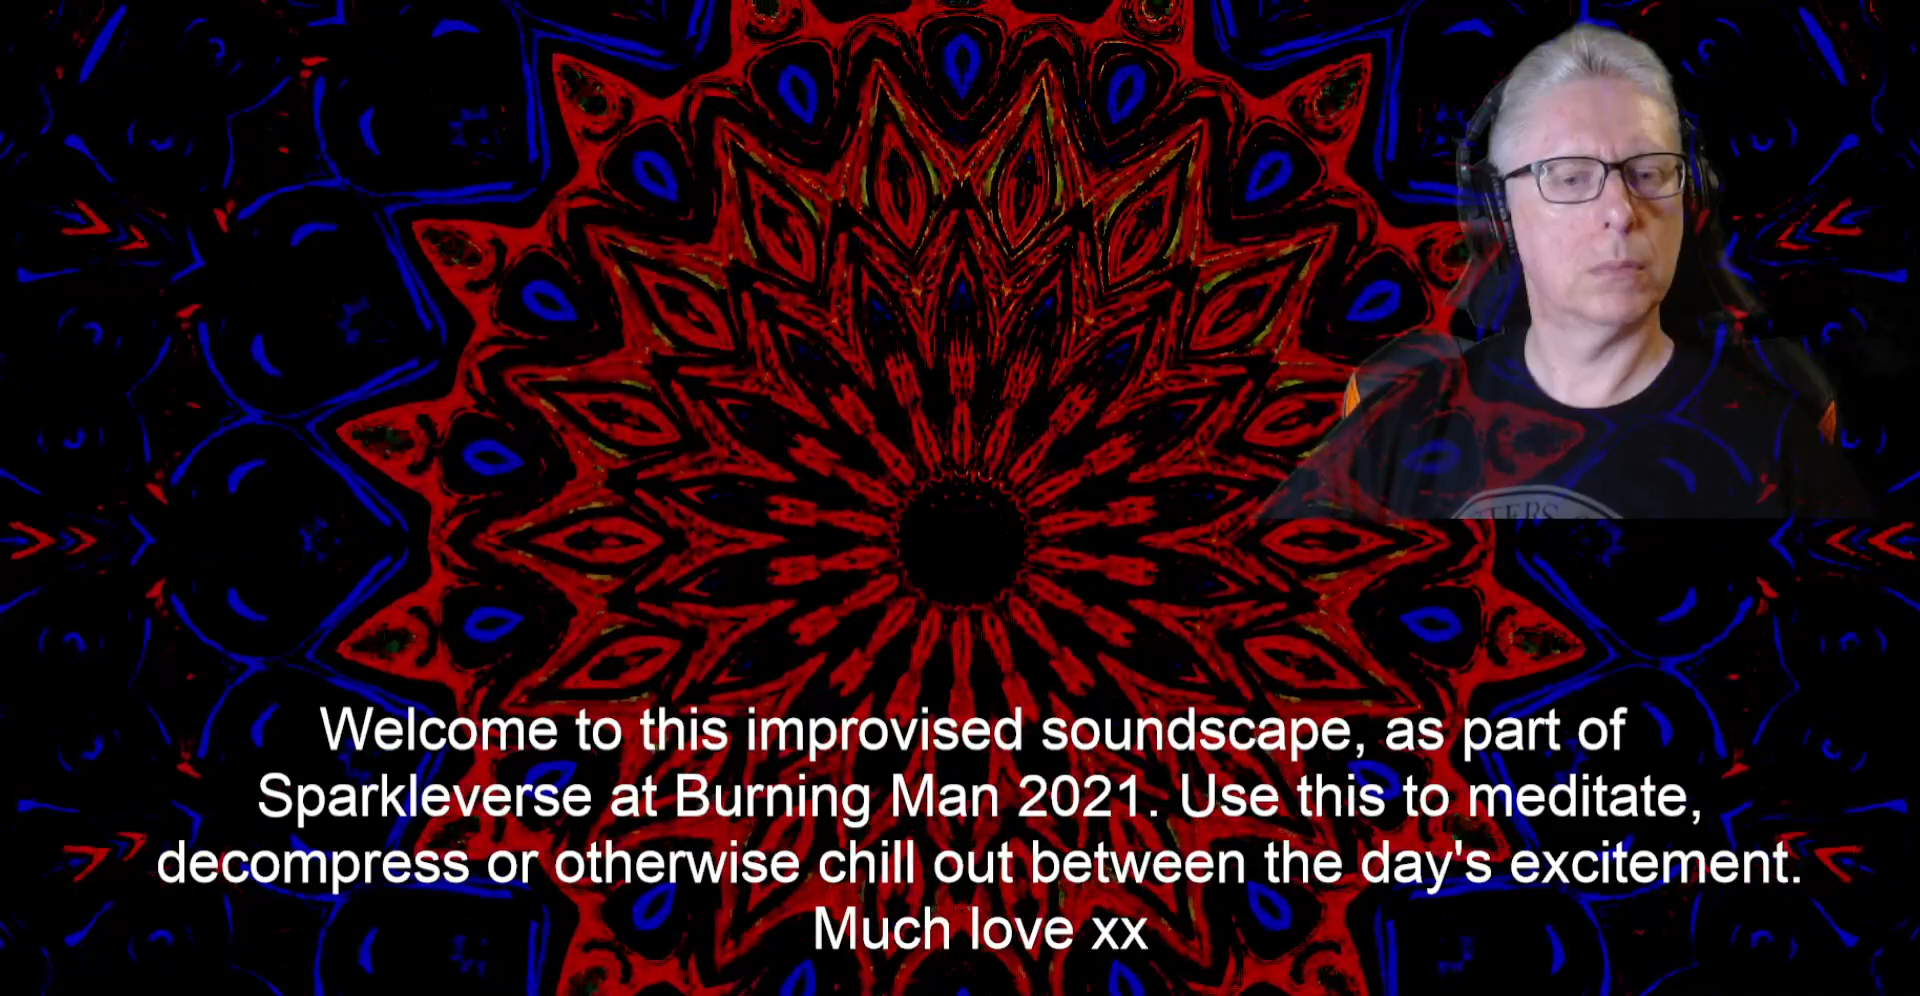 Welcome to this improvised soundscape, as part of
Sparkleverse at Burning Man 2021. Use this to meditate,
decompress or otherwise chill out between the day's excitement.
Much love xx